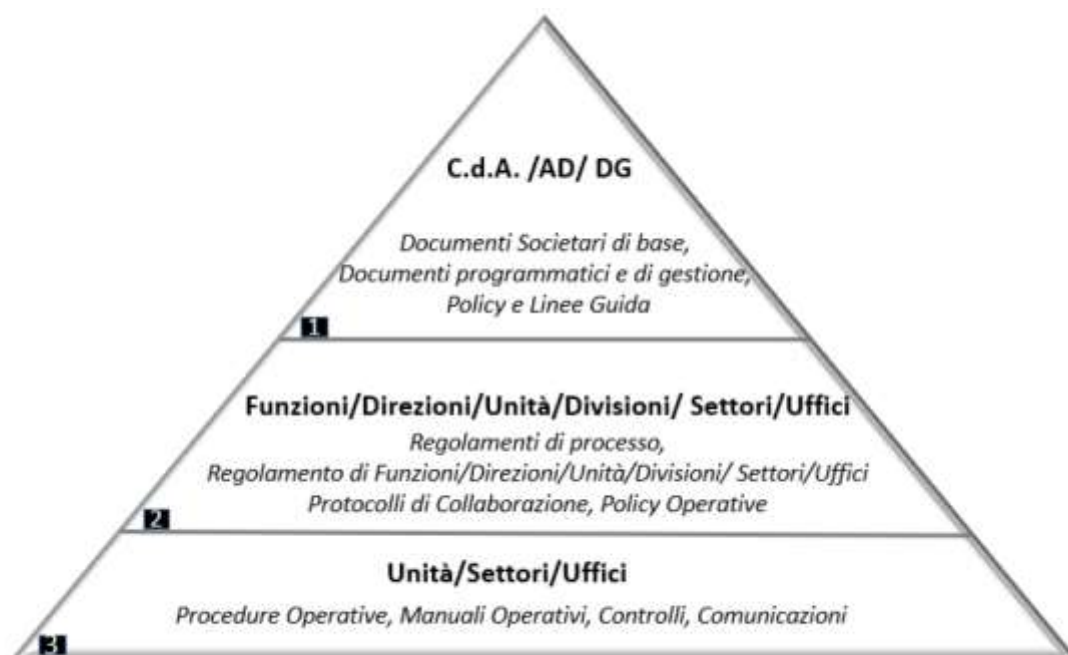 C.d.A. /AD/ DG
Documenti Societari di base,
Documenti programmatici e di gestione,
Policy e Linee Guida
1
Funzioni/Direzioni/Unità/Divisioni/ Settori/Uffici
Regolamenti di processo,
Regolamento di Funzioni/Direzioni/Unità/Divisioni/ Settori/Uffici
Protocolli di Collaborazione, Policy Operative
2
Unità/Settori/Uffici
Procedure Operative, Manuali Operativi, Controlli, Comunicazioni
3